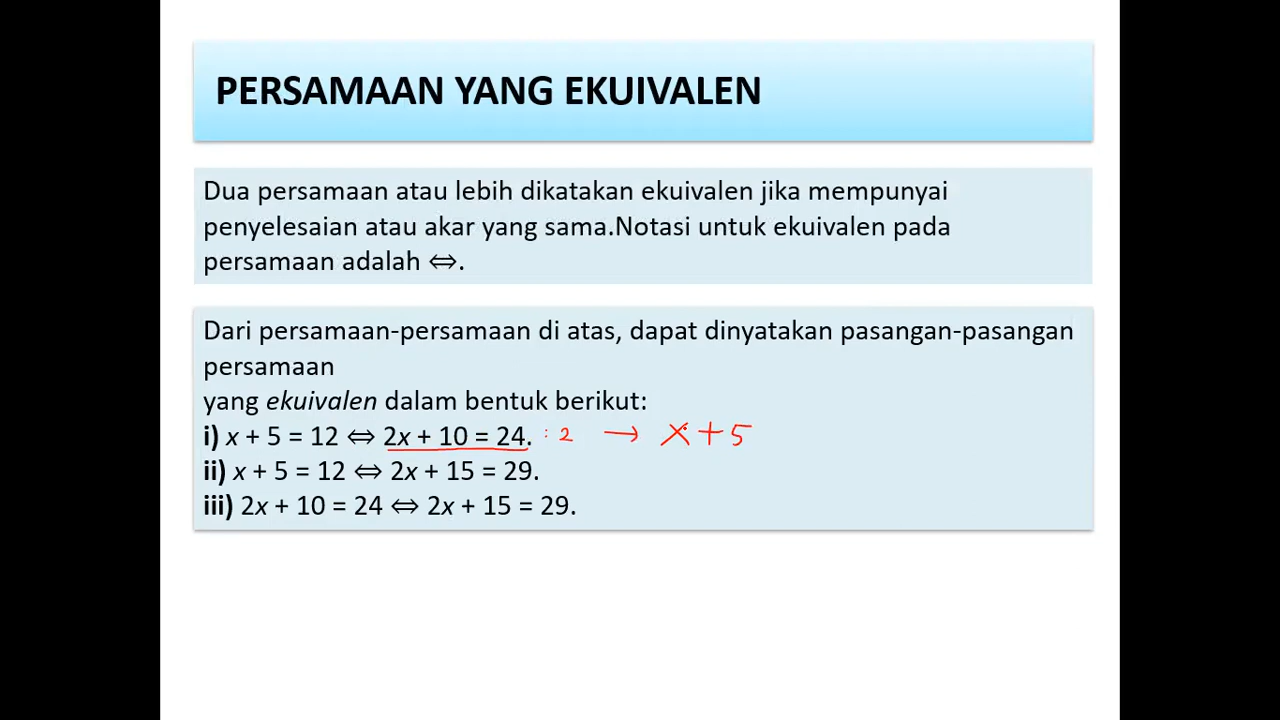 PERSAMAAN YANG EKUIVALEN
Dua persamaan atau lebih dikatakan ekuivalen jika mempunyai
penyelesaian atau akar yang sama.Notasi untuk ekuivalen pada
persamaan adalah ⇔.
Dari persamaan-persamaan di atas, dapat dinyatakan pasangan-pasangan
persamaan
yang ekuivalen dalam bentuk berikut:
i) x + 5 = 12 ⇔ 2x + 10 = 24. : 2 → x + 5
ii) x + 5 = 12 ⇔ 2x + 15 = 29.
iii) 2x + 10 = 24 ⇔ 2x + 15 = 29.